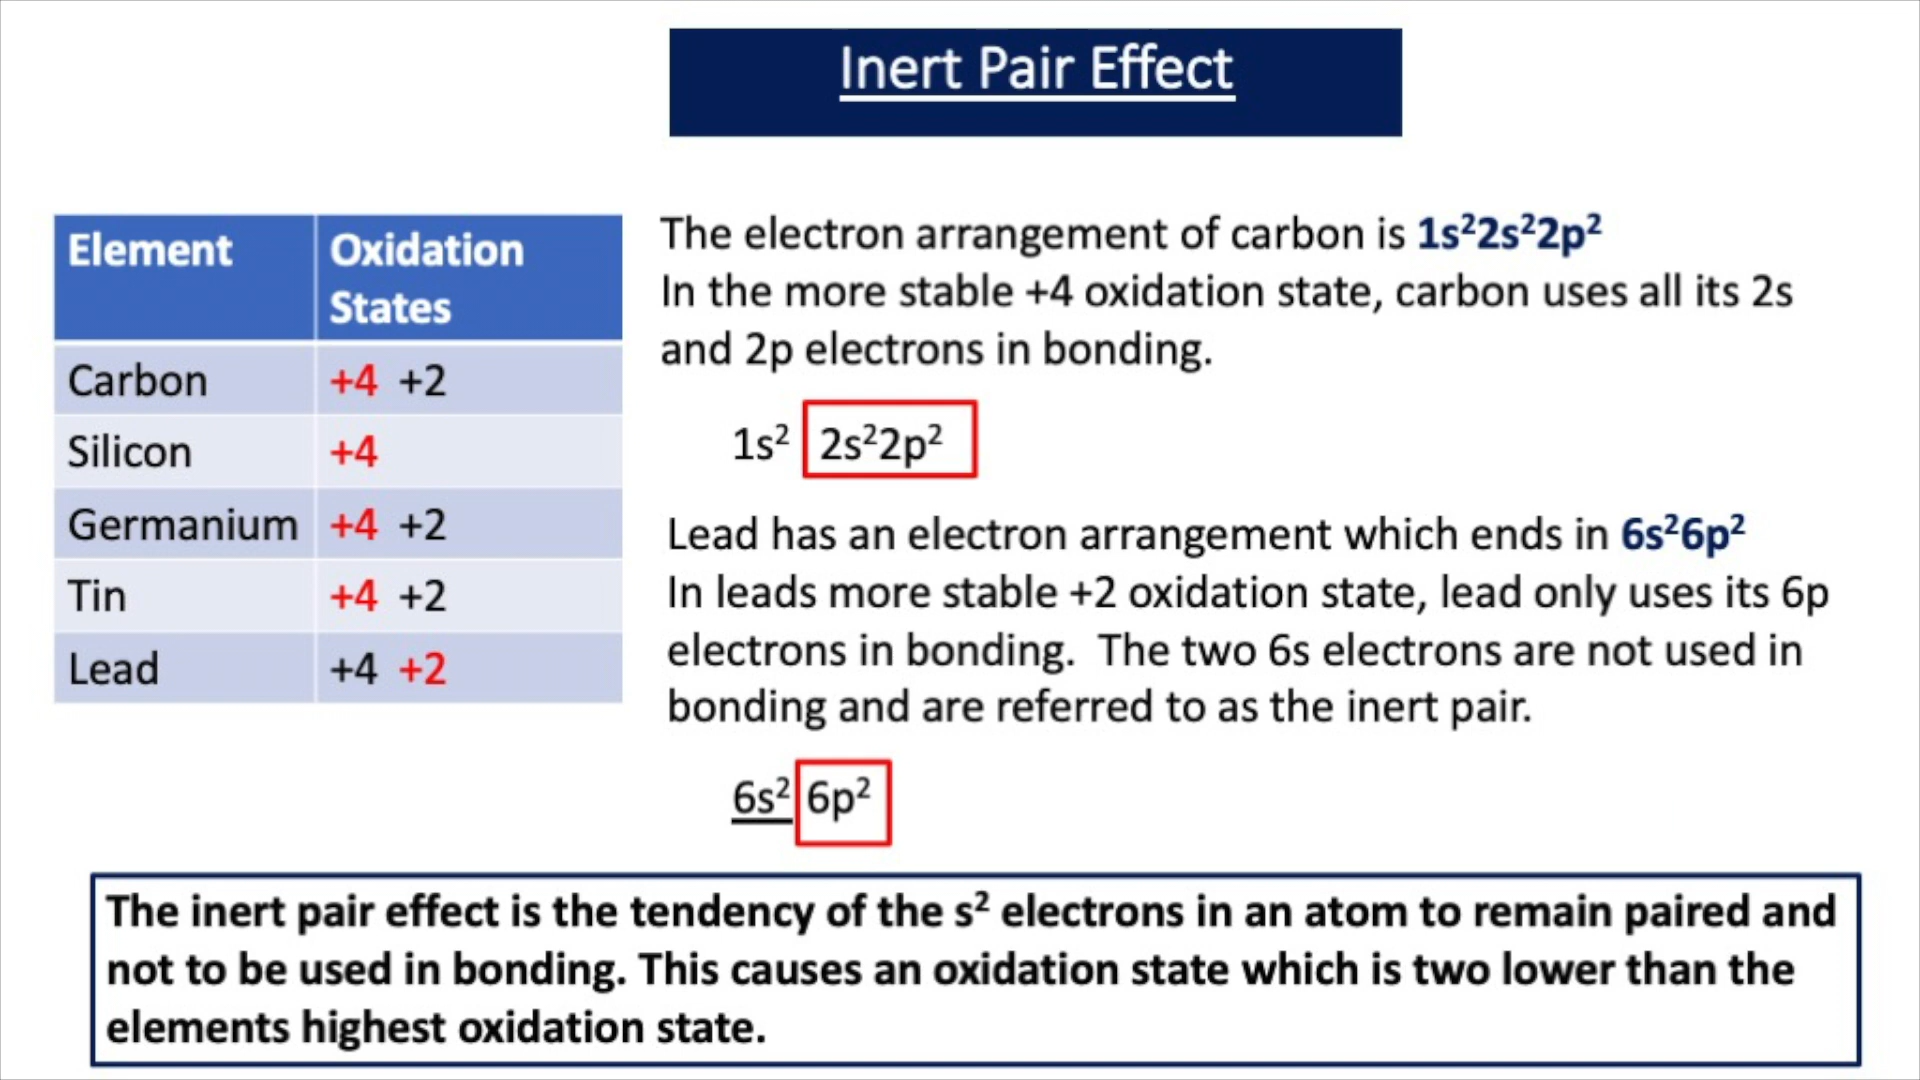 Inert Pair Effect
Element Oxidation States
Carbon +4 +2
Silicon +4
Germanium +4 +2
Tin +4 +2
Lead +4 +2
The electron arrangement of carbon is 1s²2s²2p²
In the more stable +4 oxidation state, carbon uses all its 2s
and 2p electrons in bonding.
1s² 2s²2p²
Lead has an electron arrangement which ends in 6s²6p²
In leads more stable +2 oxidation state, lead only uses its 6p
electrons in bonding. The two 6s electrons are not used in
bonding and are referred to as the inert pair.
6s² 6p²
The inert pair effect is the tendency of the s² electrons in an atom to remain paired and
not to be used in bonding. This causes an oxidation state which is two lower than the
elements highest oxidation state.